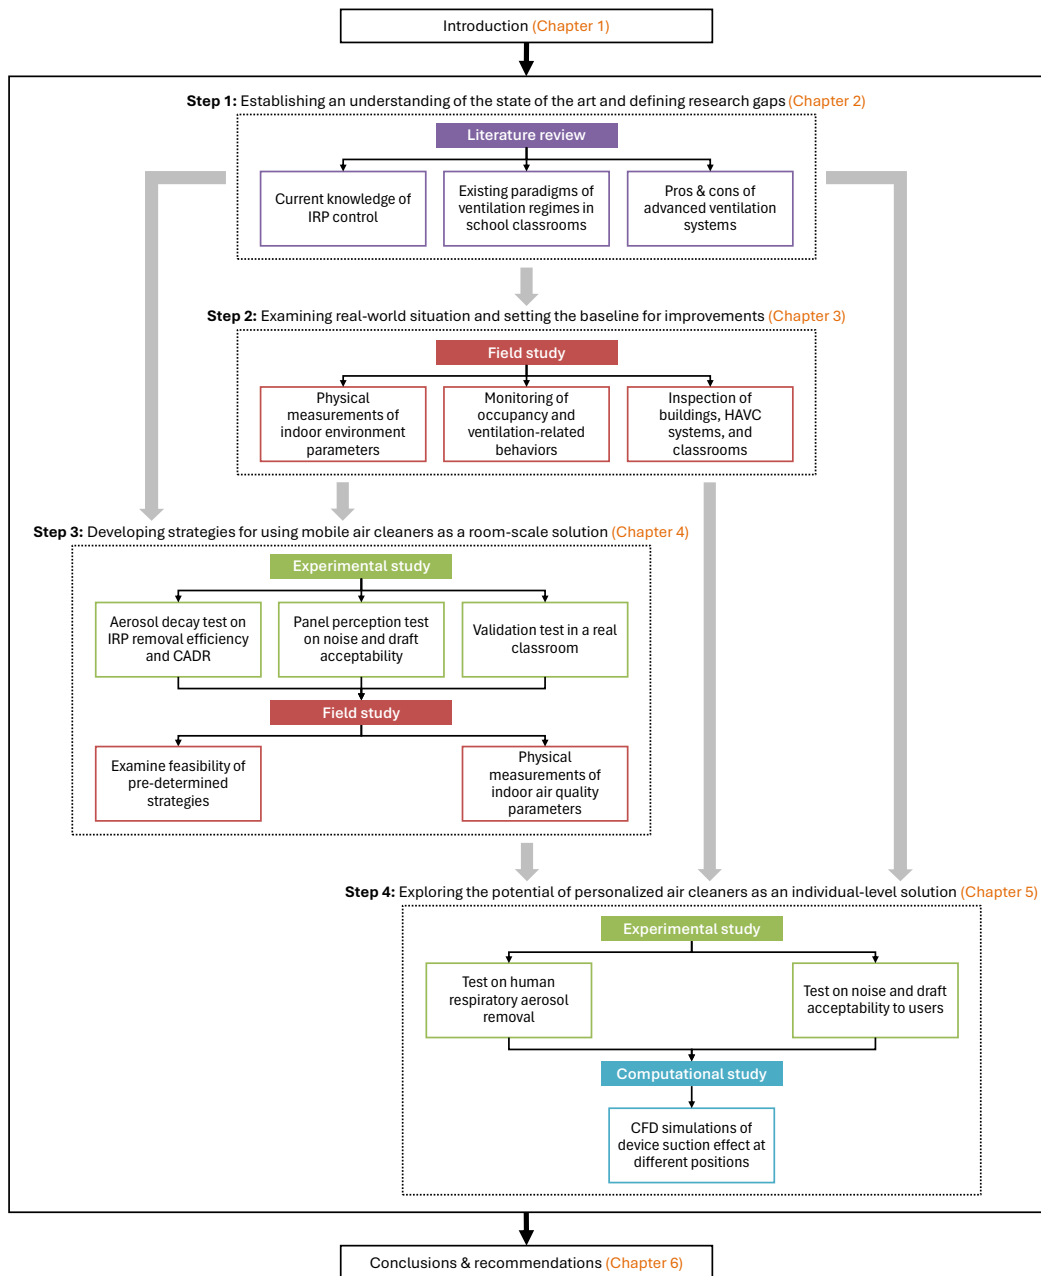 Introduction (Chapter 1)
Step 1: Establishing an understanding of the state of the art and defining research gaps (Chapter 2)
Literature review
Current knowledge of
IRP control
Existing paradigms of
ventilation regimes in
school classrooms
Pros & cons of
advanced ventilation
systems
Step 2: Examining real-world situation and setting the baseline for improvements (Chapter 3)
Field study
Physical
measurements of
indoor environment
parameters
Monitoring of
occupancy and
ventilation-related
behaviors
Inspection of
buildings, HAVC
systems, and
classrooms
Step 3: Developing strategies for using mobile air cleaners as a room-scale solution (Chapter 4)
Experimental study
Aerosol decay test on
IRP removal efficiency
and CADR
Panel perception test
on noise and draft
acceptability
Validation test in a real
classroom
Field study
Examine feasibility of
pre-determined
strategies
Physical
measurements of
indoor air quality
parameters
Step 4: Exploring the potential of personalized air cleaners as an individual-level solution (Chapter 5)
Experimental study
Test on human
respiratory aerosol
removal
Test on noise and draft
acceptability to users
Computational study
CFD simulations of
device suction effect at
different positions
Conclusions & recommendations (Chapter 6)